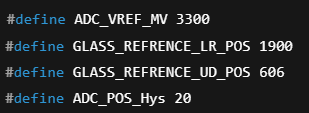 #define ADC_VREF_MV 3300
#define GLASS_REFRENCE_LR_POS 1900
#define GLASS_REFRENCE_UD_POS 606
#define ADC_POS_Hys 20